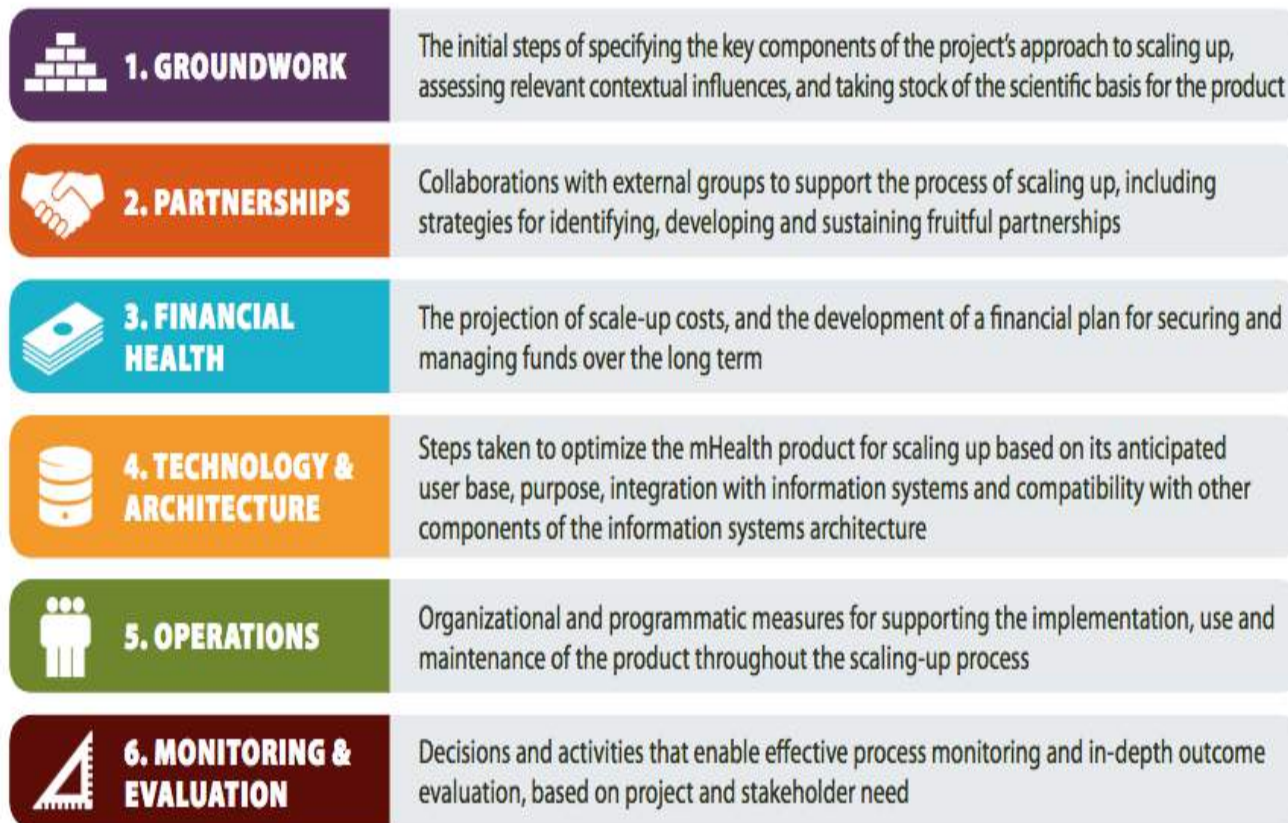 1. GROUNDWORK
The initial steps of specifying the key components of the project's approach to scaling up,
assessing relevant contextual influences, and taking stock of the scientific basis for the product
2. PARTNERSHIPS
Collaborations with external groups to support the process of scaling up, including
strategies for identifying, developing and sustaining fruitful partnerships
3. FINANCIAL
HEALTH
The projection of scale-up costs, and the development of a financial plan for securing and
managing funds over the long term
4. TECHNOLOGY &
ARCHITECTURE
Steps taken to optimize the mHealth product for scaling up based on its anticipated
user base, purpose, integration with information systems and compatibility with other
components of the information systems architecture
5. OPERATIONS
Organizational and programmatic measures for supporting the implementation, use and
maintenance of the product throughout the scaling-up process
6. MONITORING &
EVALUATION
Decisions and activities that enable effective process monitoring and in-depth outcome
evaluation, based on project and stakeholder need